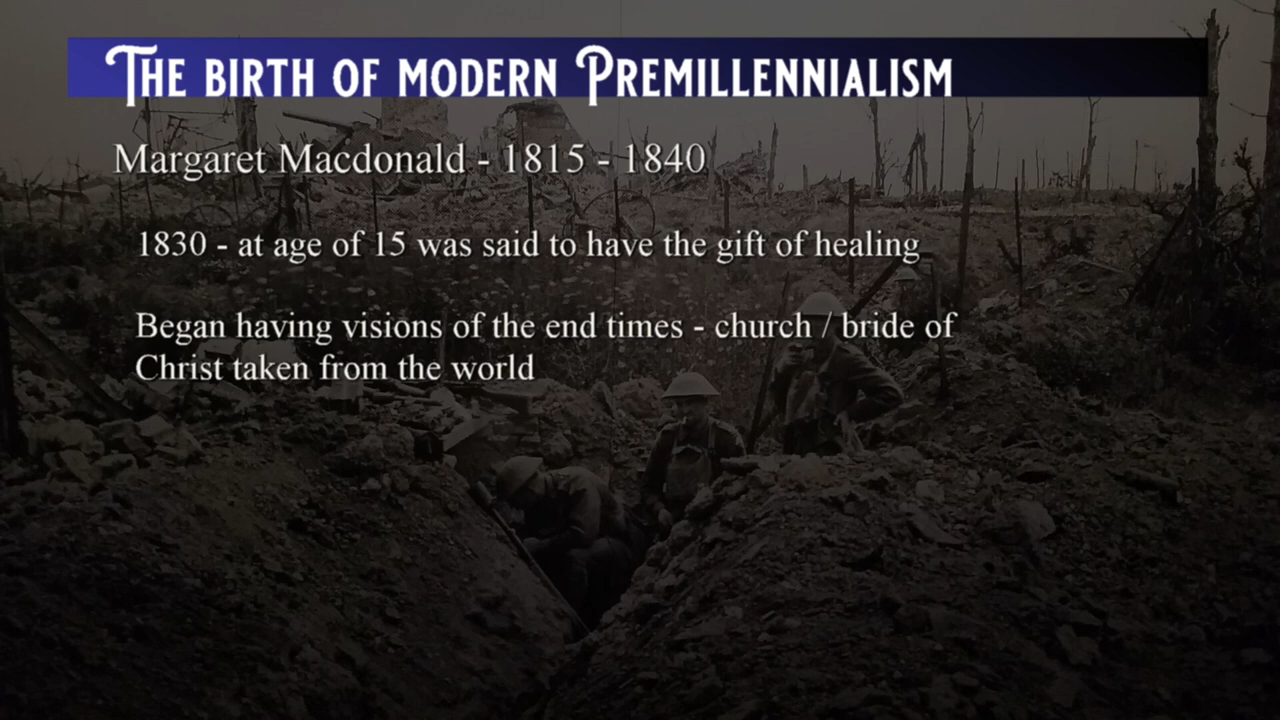 The birth of modern Premillennialism
Margaret Macdonald - 1815 - 1840
1830 - at age of 15 was said to have the gift of healing
Began having visions of the end times - church / bride of
Christ taken from the world